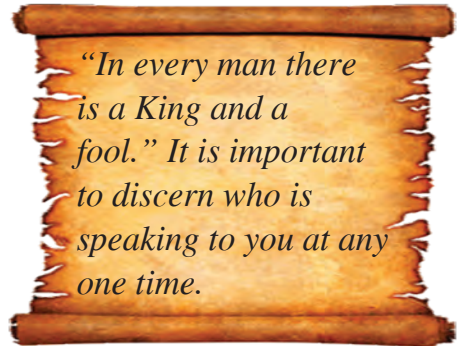 “In every man there
is a King and a
fool.” It is important
to discern who is
speaking to you at any
one time.